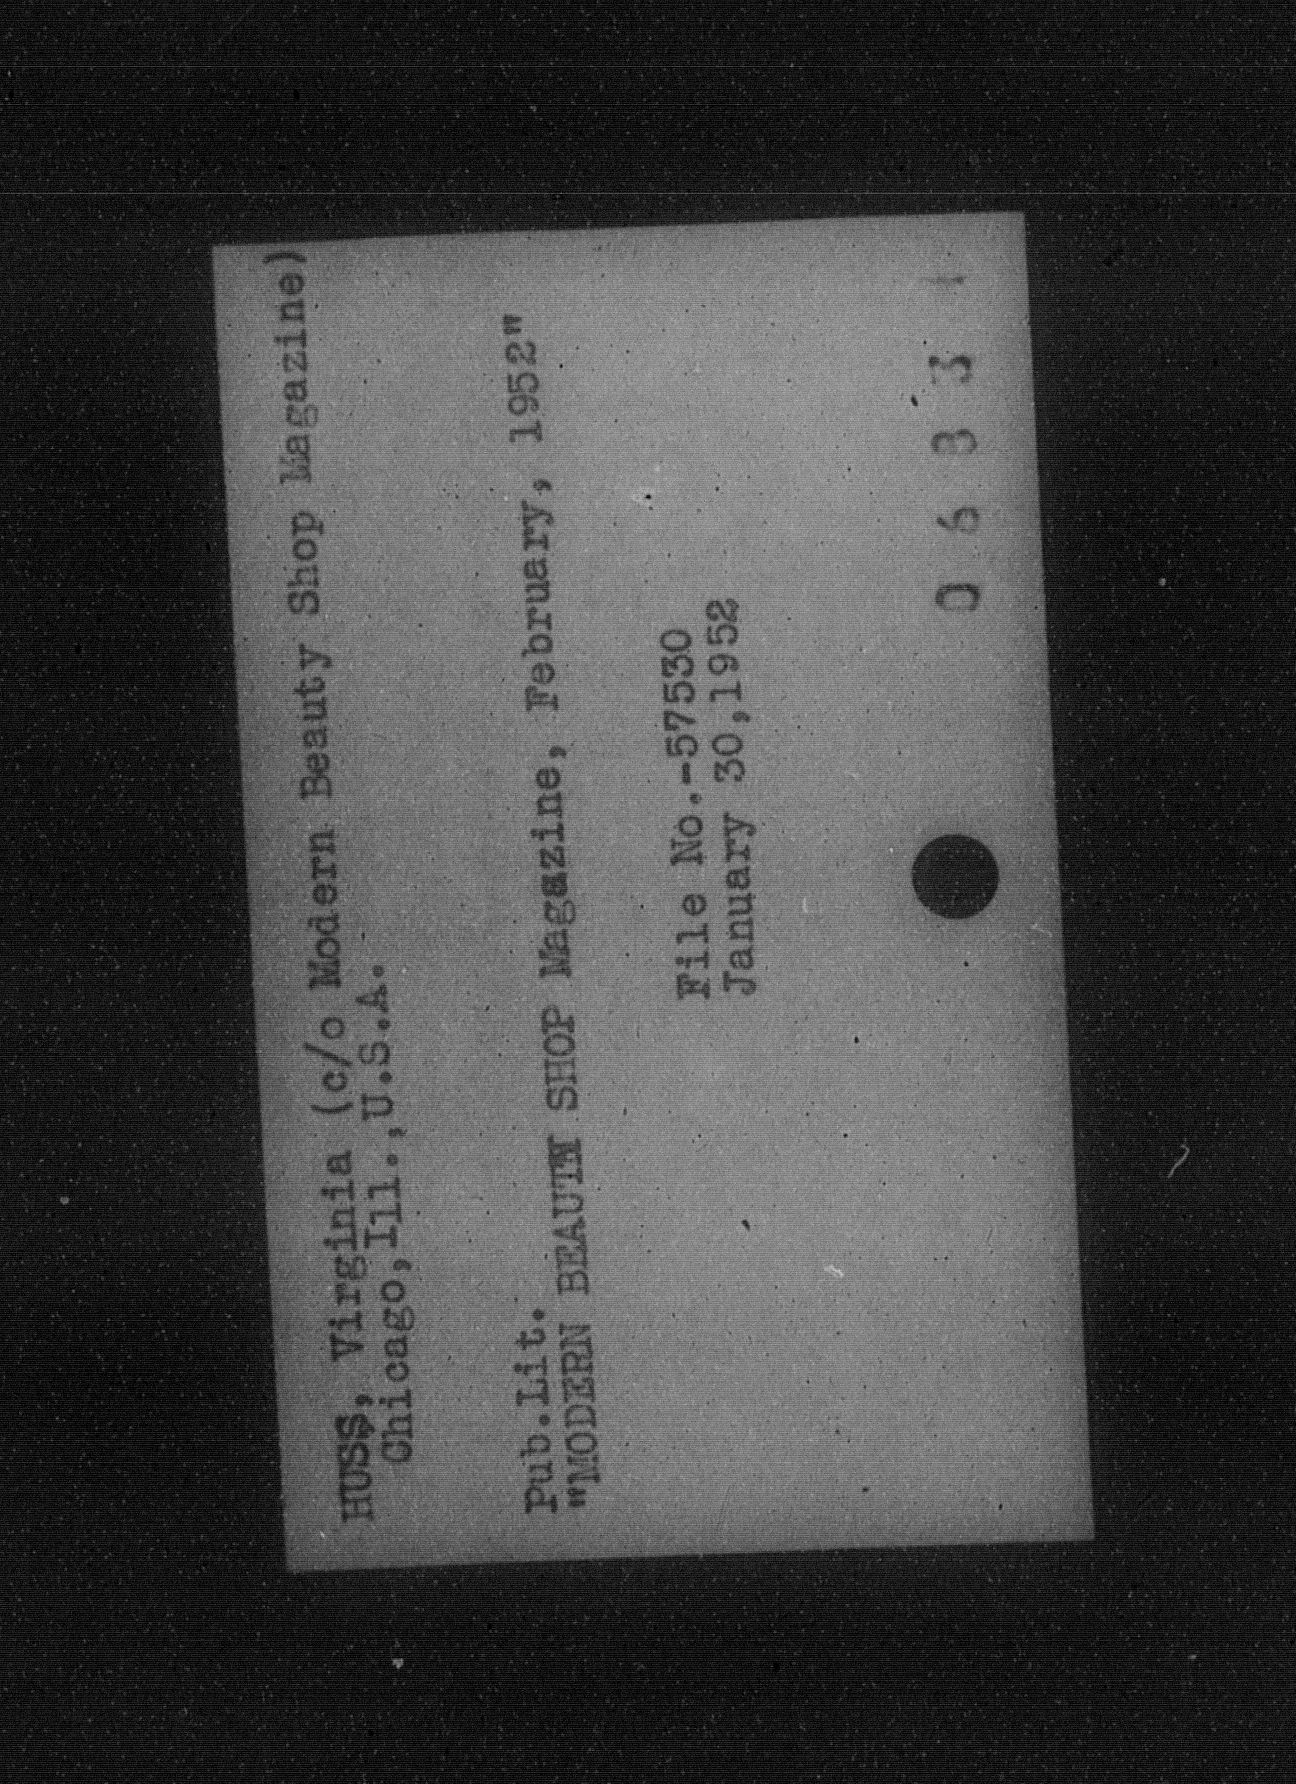 HUSS, Virginia (c/o Modern Beauty Shop Magazine)
Chicago,Ill.,U.S.A.
Pub.Lit.
"MODERN BEAUTY SHOP Magazine, February, 1952"
File No.-57530
January 30,1952
0 6 8 3 1